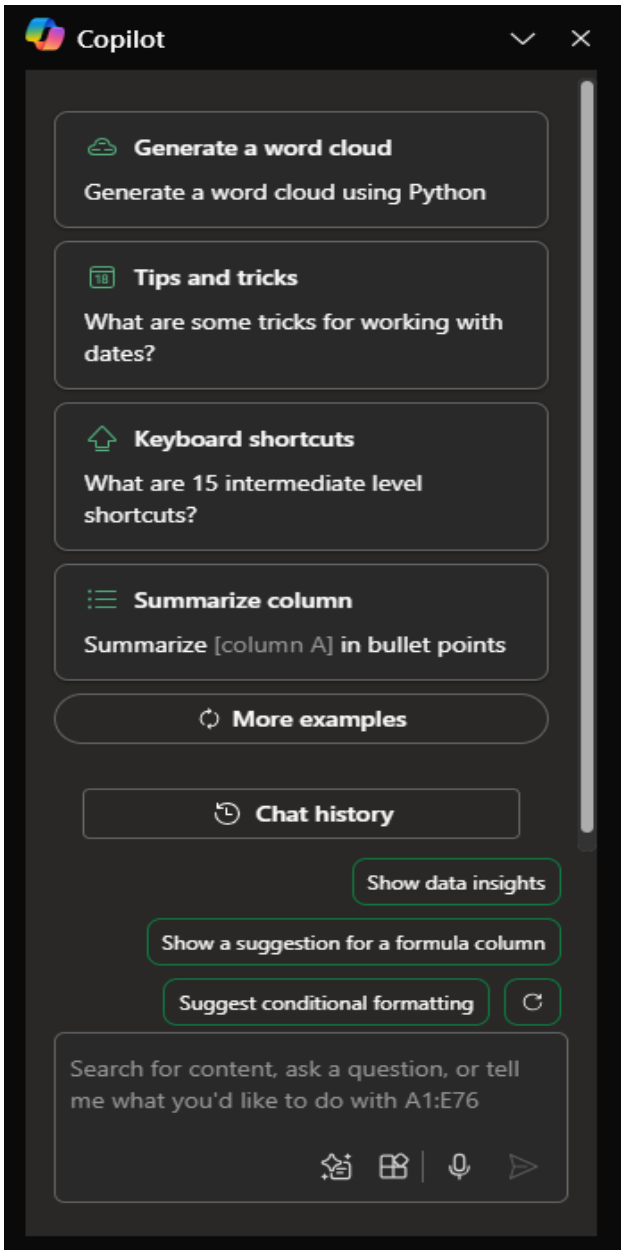 Copilot
Generate a word cloud
Generate a word cloud using Python
18
Tips and tricks
What are some tricks for working with
dates?
Keyboard shortcuts
What are 15 intermediate level
shortcuts?
Summarize column
Summarize [column A] in bullet points
More examples
Chat history
Show data insights
Show a suggestion for a formula column
Suggest conditional formatting
Search for content, ask a question, or tell
me what you'd like to do with A1:E76